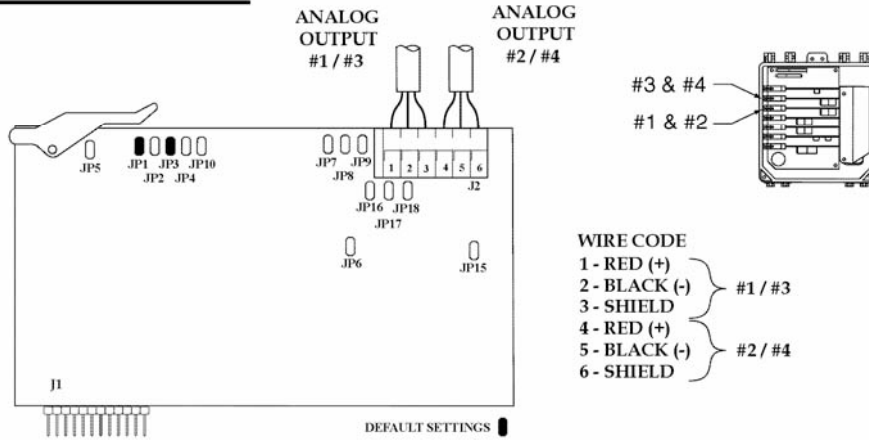 ANALOG
OUTPUT
#1 / #3
ANALOG
OUTPUT
#2 / #4
#3 & #4
#1 & #2
JP5
JP1
JP2
JP3
JP4
JP10
JP7
JP8
JP9
1 2 3 4 5 6
J2
JP16
JP17
JP18
JP6
JP15
WIRE CODE
1 - RED (+)
2 - BLACK (-)
3 - SHIELD
#1 / #3
4 - RED (+)
5 - BLACK (-)
6 - SHIELD
#2 / #4
J1
DEFAULT SETTINGS